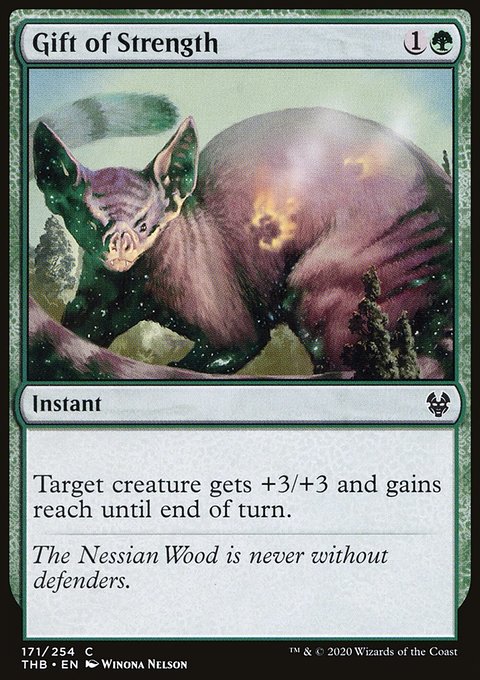 Gift of Strength 1
Instant
Target creature gets +3/+3 and gains
reach until end of turn.
The Nessian Wood is never without
defenders.
171/254 C
THB • EN Winona Nelson
™ & © 2020 Wizards of the Coast